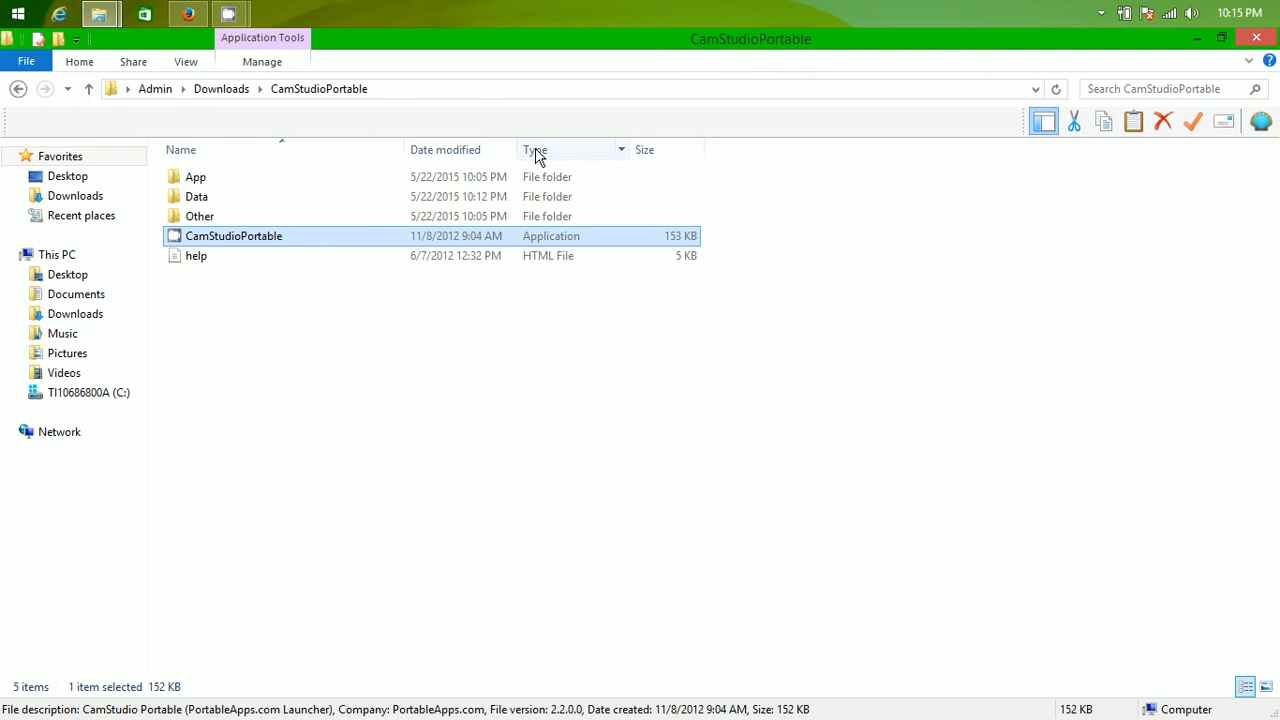 10:15 PM
Application Tools
CamStudioPortable
File Home Share View Manage
Admin Downloads CamStudioPortable
Search CamStudioPortable
Name Date modified Type Size
Favorites
Desktop
Downloads
Recent places
This PC
Desktop
Documents
Downloads
Music
Pictures
Videos
TI10686800A (C:)
Network
App 5/22/2015 10:05 PM File folder
Data 5/22/2015 10:12 PM File folder
Other 5/22/2015 10:05 PM File folder
CamStudioPortable 11/8/2012 9:04 AM Application 153 KB
help 6/7/2012 12:32 PM HTML File 5 KB
5 items 1 item selected 152 KB
File description: CamStudio Portable (PortableApps.com Launcher), Company: PortableApps.com, File version: 2.2.0.0, Date created: 11/8/2012 9:04 AM, Size: 152 KB 152 KB Computer